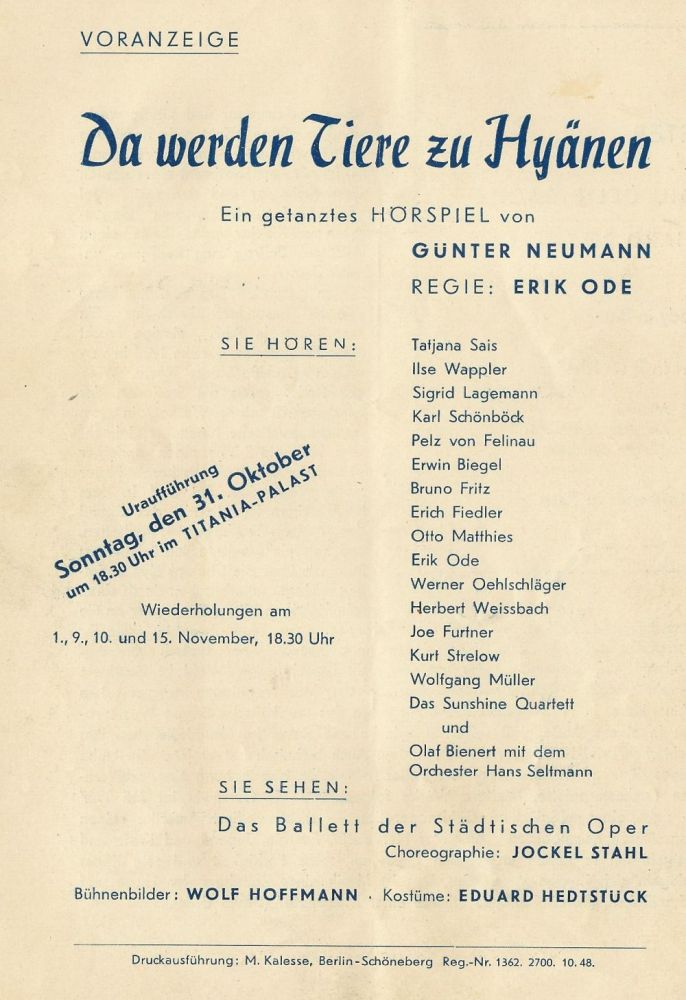 VORANZEIGE
Da werden Tiere zu Hyänen
Ein getanztes HÖRSPIEL von
GÜNTER NEUMANN
REGIE: ERIK ODE
SIE HÖREN:
Tatjana Sais
Ilse Wappler
Sigrid Lagemann
Karl Schönböck
Pelz von Felinau
Erwin Biegel
Bruno Fritz
Erich Fiedler
Otto Matthies
Erik Ode
Werner Oehlschläger
Herbert Weissbach
Joe Furtner
Kurt Strelow
Wolfgang Müller
Das Sunshine Quartett
und
Olaf Bienert mit dem
Orchester Hans Seltmann
Uraufführung
Sonntag, den 31. Oktober
um 18.30 Uhr im TITANIA-PALAST
Wiederholungen am
1., 9., 10. und 15. November, 18.30 Uhr
SIE SEHEN:
Das Ballett der Städtischen Oper
Choreographie: JOCKEL STAHL
Bühnenbilder: WOLF HOFFMANN · Kostüme: EDUARD HEDTSTÜCK
Druckausführung: M. Kalesse, Berlin-Schöneberg Reg.-Nr. 1362. 2700. 10. 48.